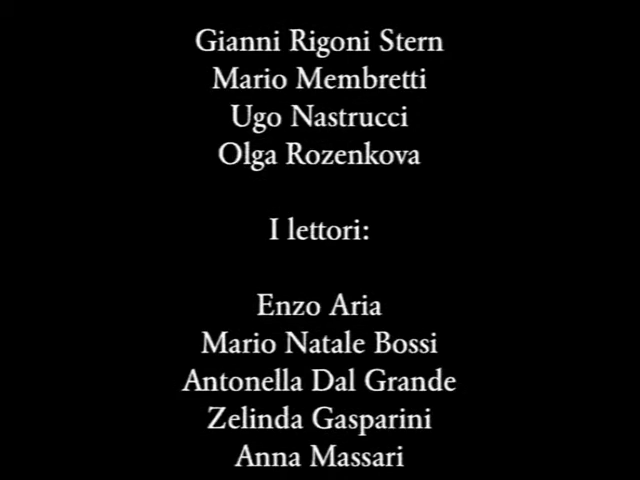 Gianni Rigoni Stern
Mario Membretti
Ugo Nastrucci
Olga Rozenkova
I lettori:
Enzo Aria
Mario Natale Bossi
Antonella Dal Grande
Zelinda Gasparini
Anna Massari